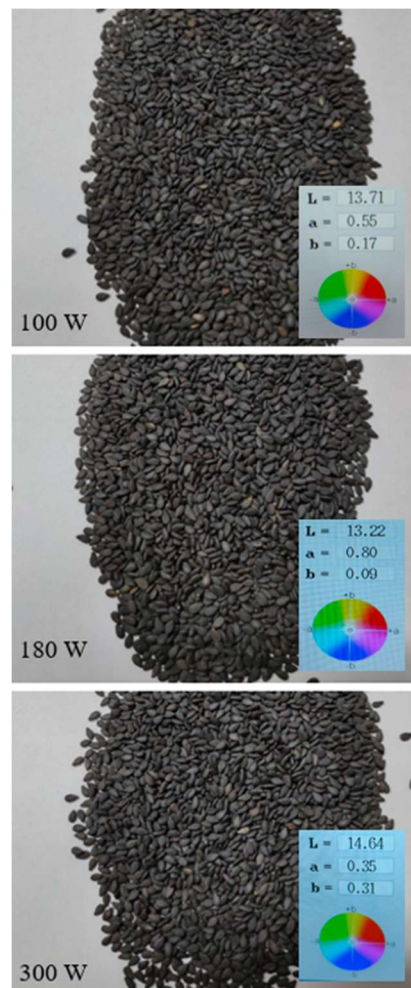 L = 13.71
a = 0.55
b = 0.17
+b
-a +a
-b
100 W
L = 13.22
a = 0.80
b = 0.09
+b
-a +a
-b
180 W
L = 14.64
a = 0.35
b = 0.31
+b
-a +a
-b
300 W